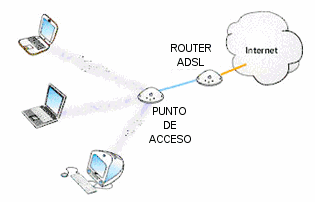 ROUTER
ADSL
Internet
PUNTO
DE
ACCESO